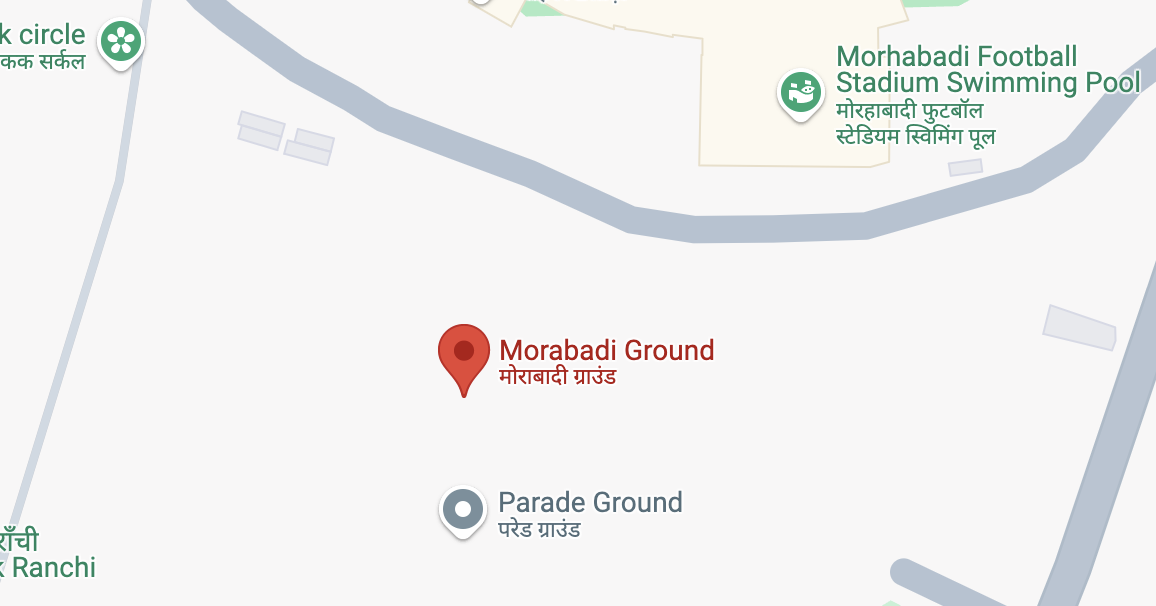 k circle
कक सर्कल
Morhabadi Football
Stadium Swimming Pool
मोरहाबादी फुटबॉल
स्टेडियम स्विमिंग पूल
Morabadi Ground
मोराबादी ग्राउंड
Parade Ground
परेड ग्राउंड
राँची
k Ranchi